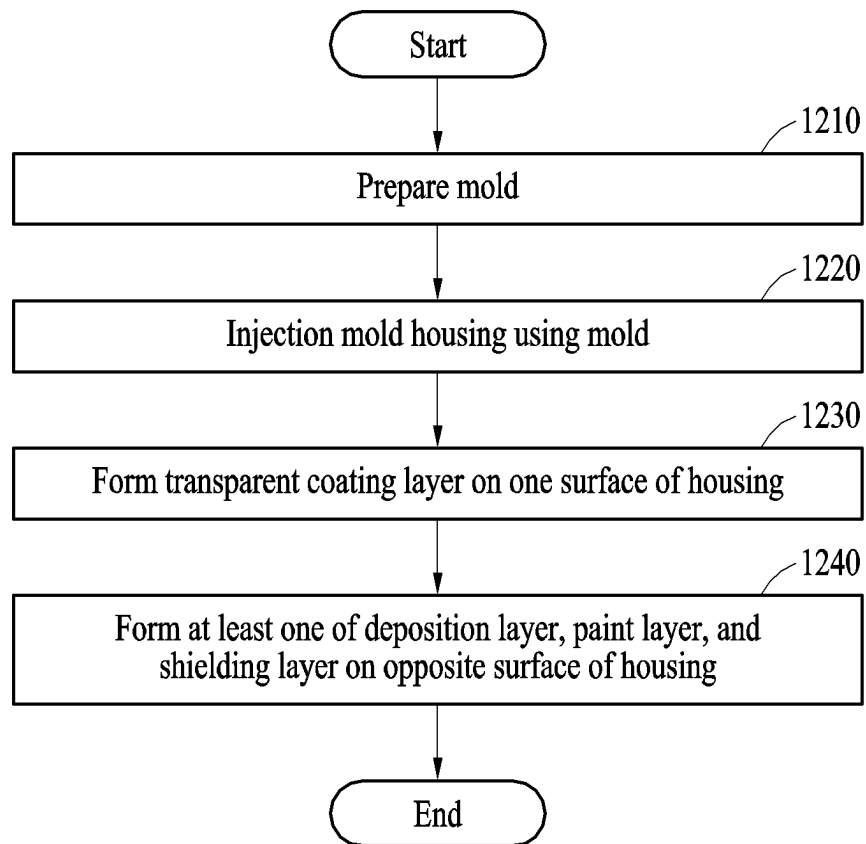 Start
1210
Prepare mold
1220
Injection mold housing using mold
1230
Form transparent coating layer on one surface of housing
1240
Form at least one of deposition layer, paint layer, and
shielding layer on opposite surface of housing
End